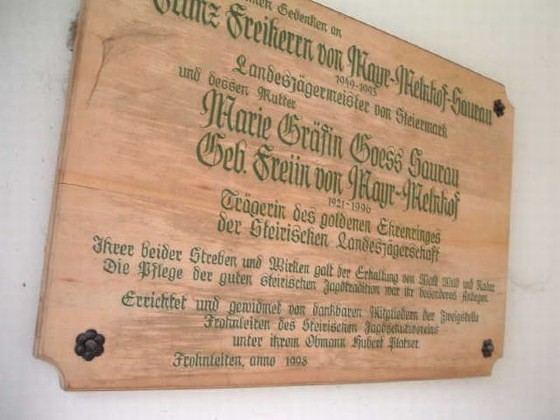 Gedenken an
Franz Freiherrn von Mayr-Melnhof-Saurau
1949-1993
Landesjägermeister von Steiermark
und dessen Mutter
Marie Gräfin Goess Saurau
Geb. Freiin von Mayr-Melnhof
1921-1996
Trägerin des goldenen Ehrenringes
der Steirischen Landesjägerschaft
Ihrer beider Streben und Wirken galt der Erhaltung von Wald Wild und Natur
Die Pflege der guten steirischen Jagdtradition war ihr besonderes Anliegen.
Errichtet und gewidmet von dankbaren Mitgliedern der Zweigstelle
Frohnleiten des Steirischen Jagdschutzvereins
unter ihrem Obmann Hubert Platzer
Frohnleiten, anno 1998